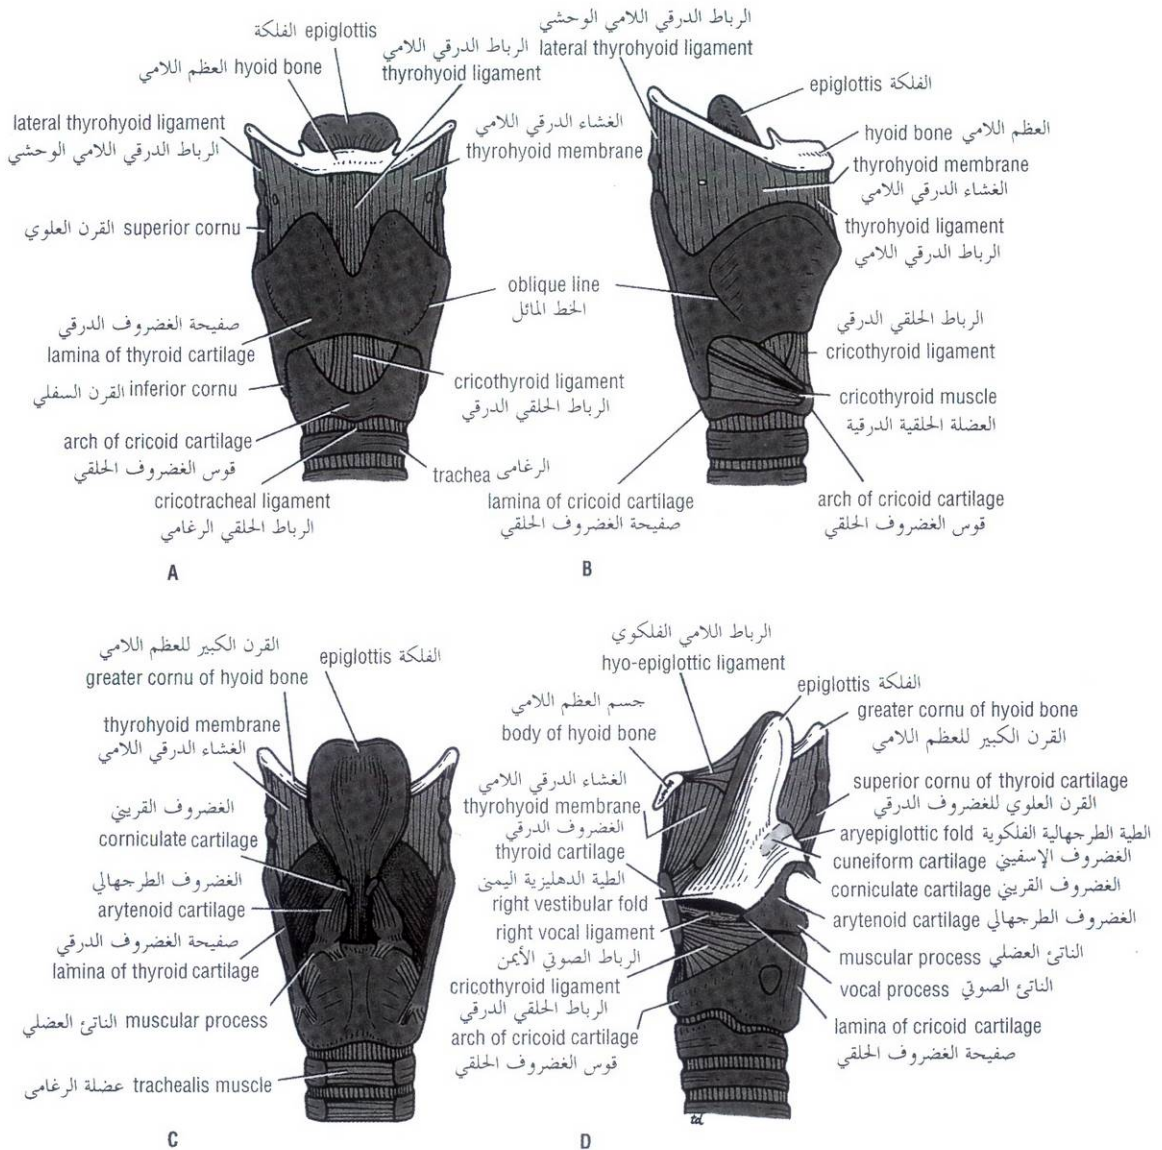 الفلكة epiglottis
العظم اللامي hyoid bone
الرباط الدرقي اللامي
thyrohyoid ligament
lateral thyrohyoid ligament
الرباط الدرقي اللامي الوحشي
الغشاء الدرقي اللامي
thyrohyoid membrane
القرن العلوي superior cornu
oblique line
الخط المائل
صفيحة الغضروف الدرقي
lamina of thyroid cartilage
القرن السفلي inferior cornu
cricothyroid ligament
الرباط الحلقي الدرقي
arch of cricoid cartilage
قوس الغضروف الحلقي
trachea الرغامى
cricotracheal ligament
الرباط الحلقي الرغامي
A
الرباط الدرقي اللامي الوحشي
lateral thyrohyoid ligament
epiglottis الفلكة
hyoid bone العظم اللامي
thyrohyoid membrane
الغشاء الدرقي اللامي
thyrohyoid ligament
الرباط الدرقي اللامي
الرباط الحلقي الدرقي
cricothyroid ligament
cricothyroid muscle
العضلة الحلقية الدرقية
lamina of cricoid cartilage
صفيحة الغضروف الحلقي
arch of cricoid cartilage
قوس الغضروف الحلقي
B
القرن الكبير للعظم اللامي
greater cornu of hyoid bone
epiglottis الفلكة
thyrohyoid membrane
الغشاء الدرقي اللامي
الغضروف القريني
corniculate cartilage
الغضروف الطرجهالي
arytenoid cartilage
صفيحة الغضروف الدرقي
lamina of thyroid cartilage
الناتئ العضلي muscular process
عضلة الرغامى trachealis muscle
C
الرباط اللامي الفلكوي
hyo-epiglottic ligament
epiglottis الفلكة
جسم العظم اللامي
body of hyoid bone
greater cornu of hyoid bone
القرن الكبير للعظم اللامي
الغشاء الدرقي اللامي
thyrohyoid membrane
superior cornu of thyroid cartilage
القرن العلوي للغضروف الدرقي
الغضروف الدرقي
thyroid cartilage
aryepiglottic fold الطية الطرجهالية الفلكوية
cuneiform cartilage الغضروف الإسفيني
الطية الدهليزية اليمنى
right vestibular fold
corniculate cartilage الغضروف القريني
arytenoid cartilage الغضروف الطرجهالي
right vocal ligament
الرباط الصوتي الأيمن
muscular process الناتئ العضلي
cricothyroid ligament
الرباط الحلقي الدرقي
vocal process الناتئ الصوتي
arch of cricoid cartilage
قوس الغضروف الحلقي
lamina of cricoid cartilage
صفيحة الغضروف الحلقي
td
D